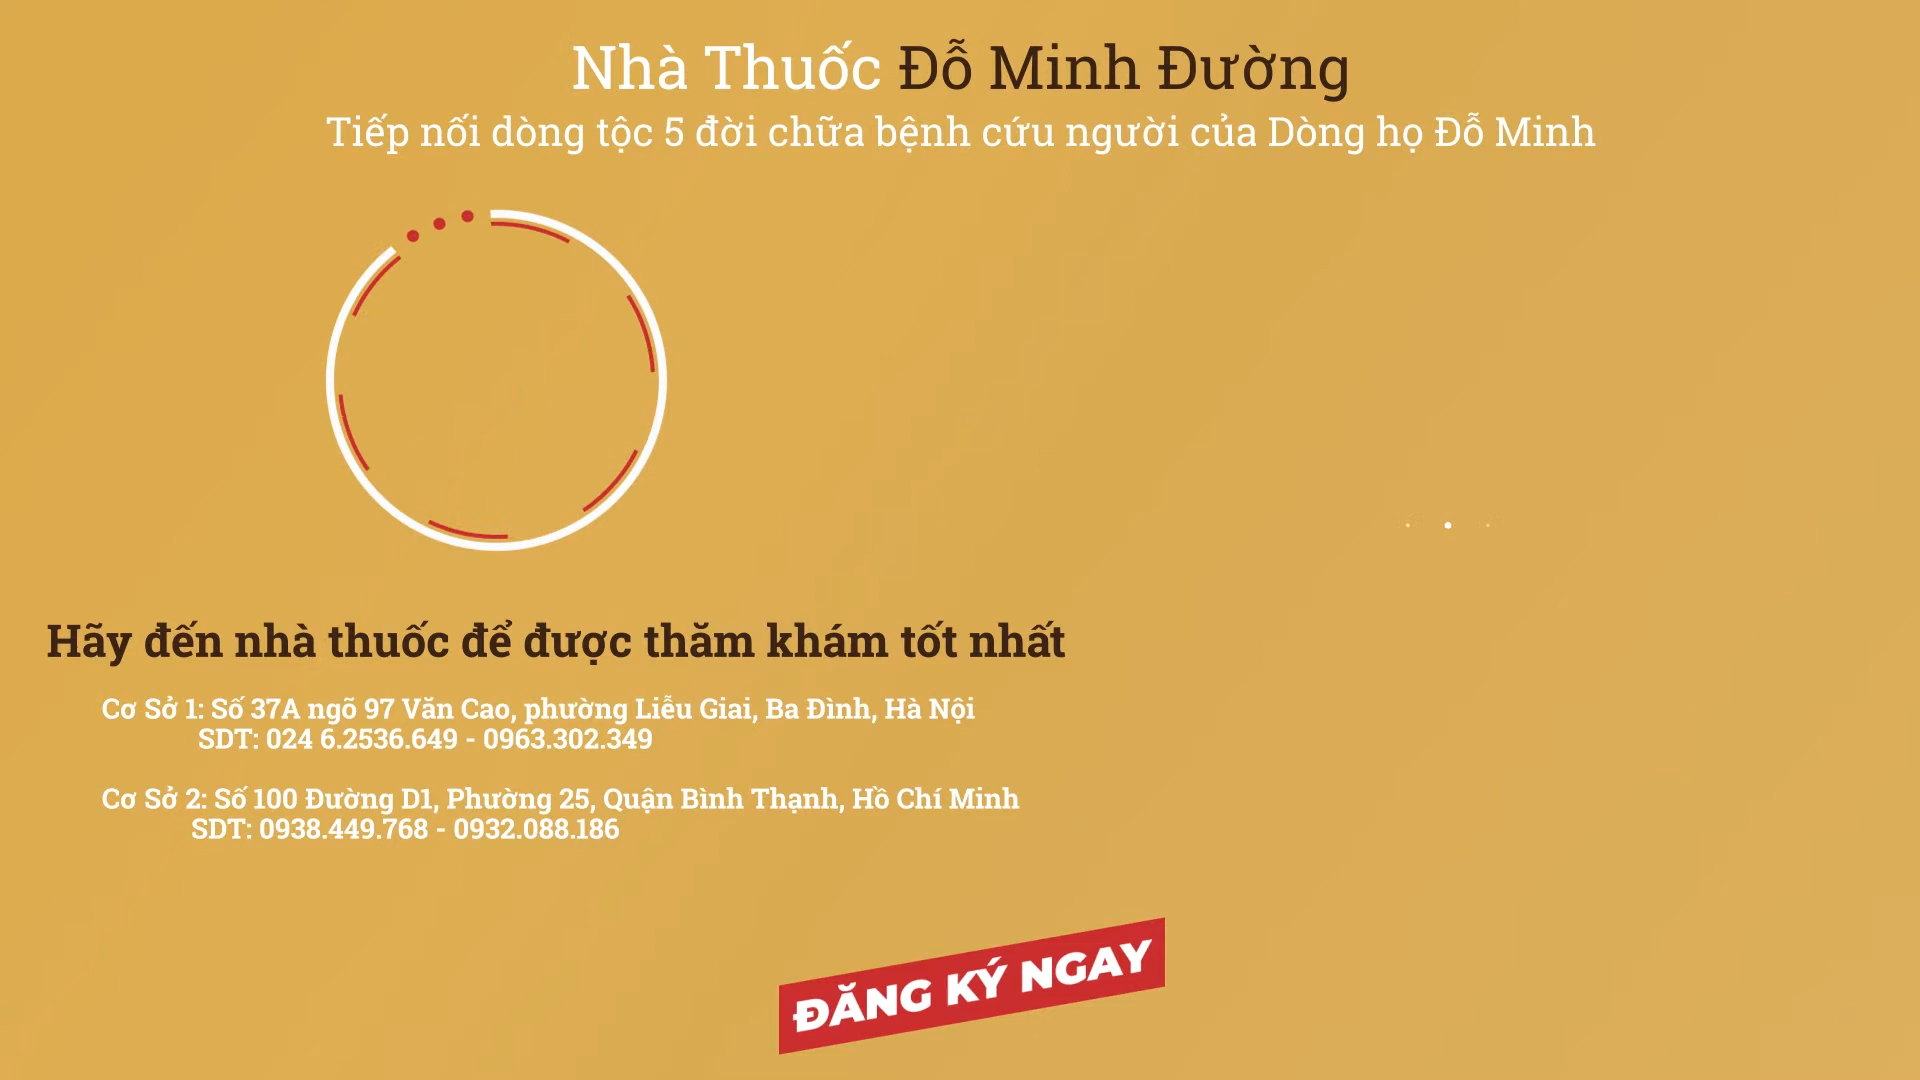 Nhà Thuốc Đỗ Minh Đường
Tiếp nối dòng tộc 5 đời chữa bệnh cứu người của Dòng họ Đỗ Minh
Hãy đến nhà thuốc để được thăm khám tốt nhất
Cơ Sở 1: Số 37A ngõ 97 Văn Cao, phường Liễu Giai, Ba Đình, Hà Nội
SDT: 024 6.2536.649 - 0963.302.349
Cơ Sở 2: Số 100 Đường D1, Phường 25, Quận Bình Thạnh, Hồ Chí Minh
SDT: 0938.449.768 - 0932.088.186
ĐĂNG KÝ NGAY